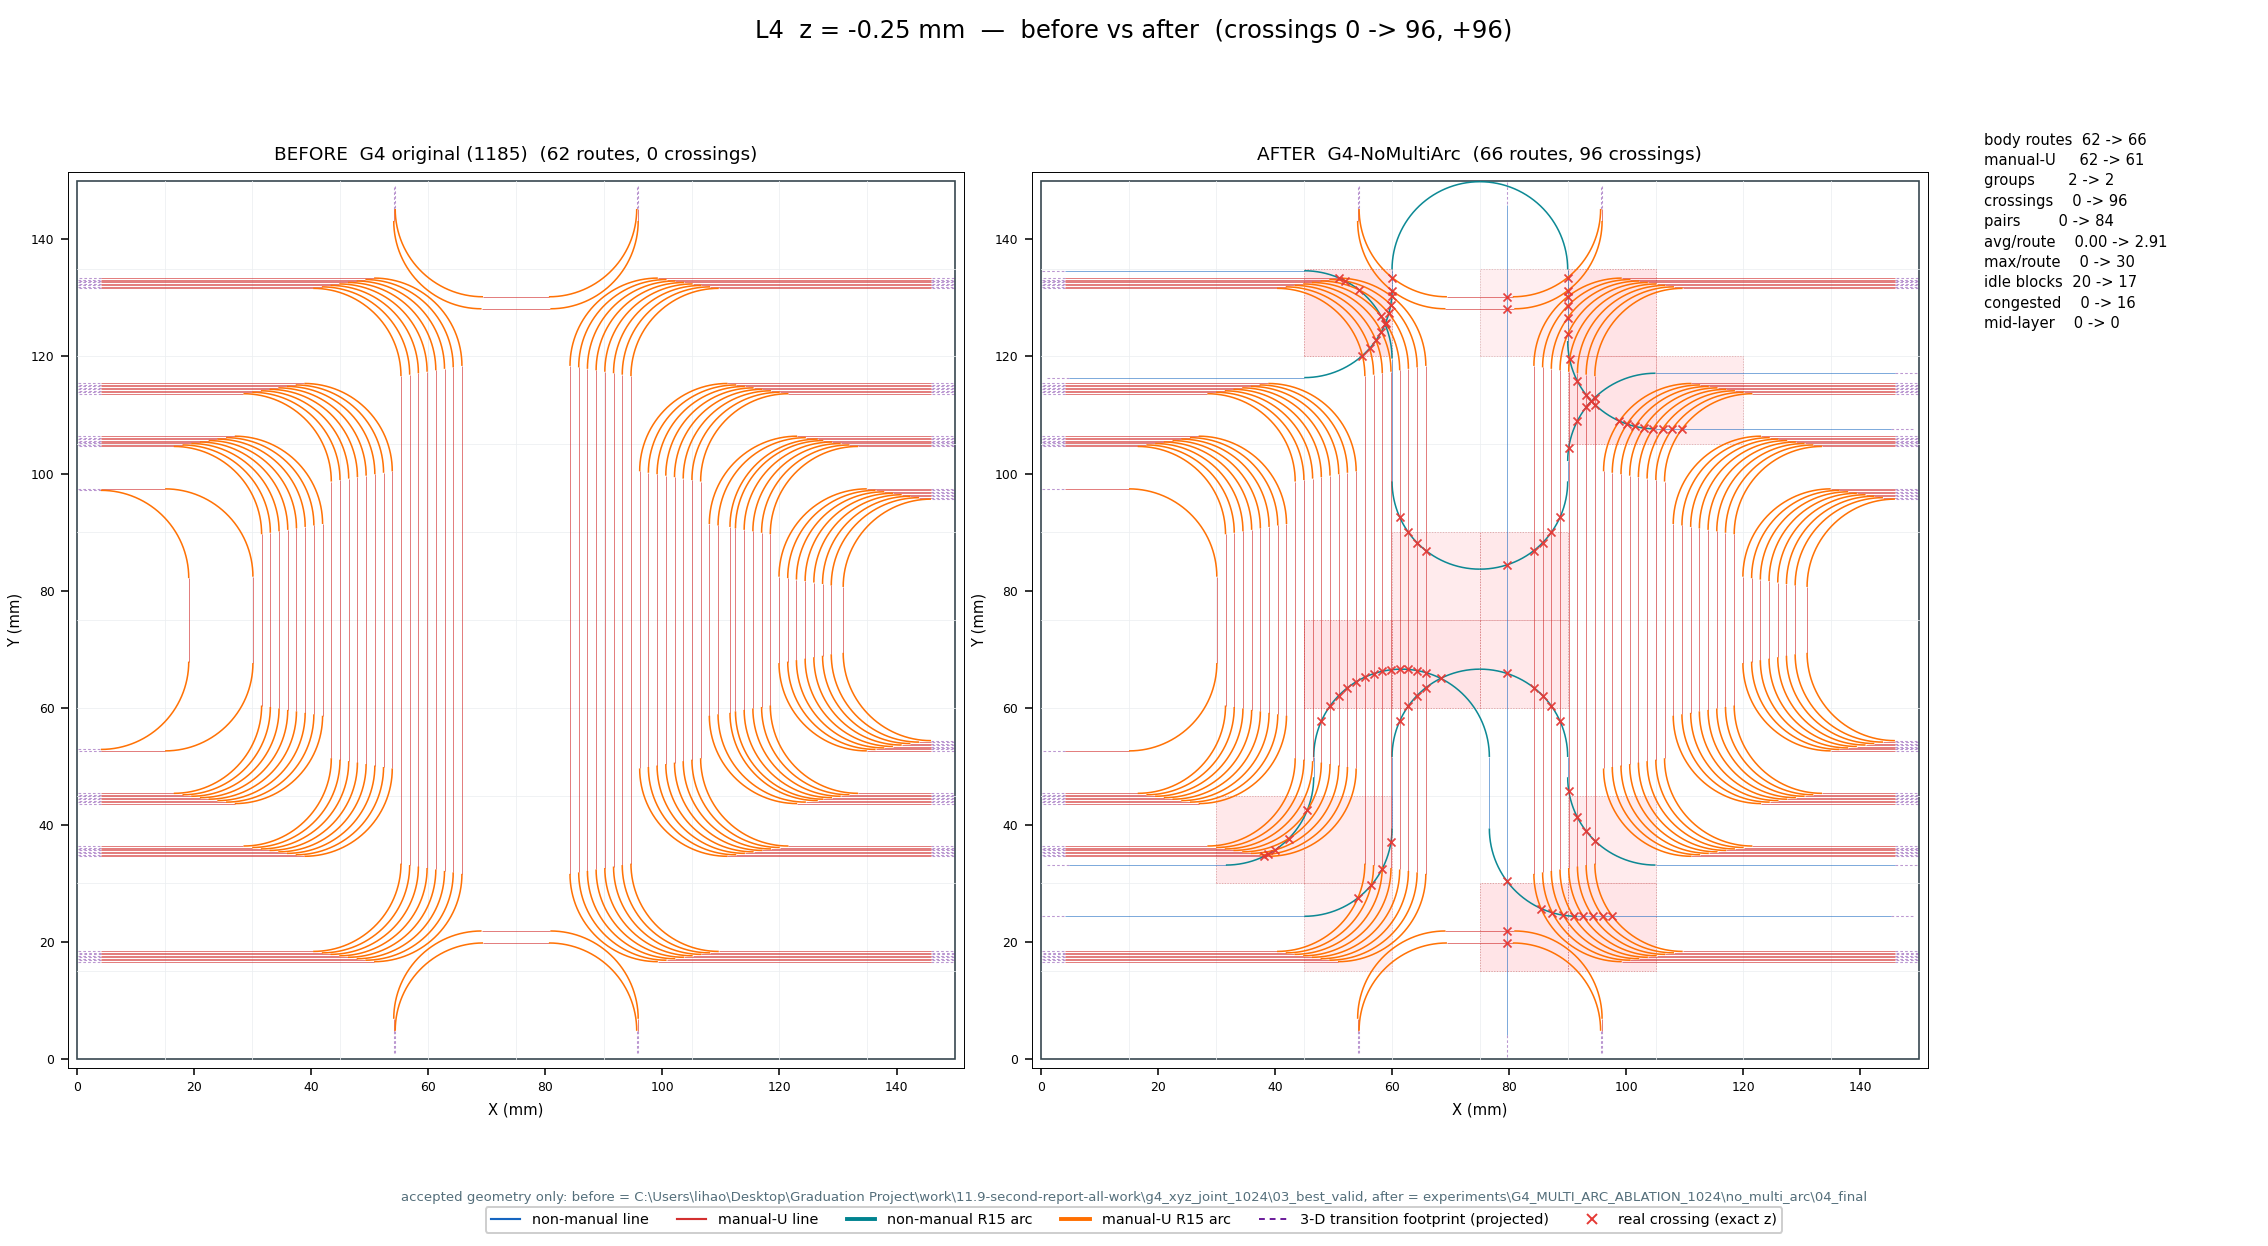 L4  z = -0.25 mm  —  before vs after  (crossings 0 -> 96, +96)
BEFORE  G4 original (1185)  (62 routes, 0 crossings)
AFTER  G4-NoMultiArc  (66 routes, 96 crossings)
body routes  62 -> 66
manual-U     62 -> 61
groups       2 -> 2
crossings    0 -> 96
pairs        0 -> 84
avg/route    0.00 -> 2.91
max/route    0 -> 30
idle blocks  20 -> 17
congested    0 -> 16
mid-layer    0 -> 0
Y (mm)
140
120
100
80
60
40
20
0
0 20 40 60 80 100 120 140
X (mm)
Y (mm)
140
120
100
80
60
40
20
0
0 20 40 60 80 100 120 140
X (mm)
accepted geometry only: before = C:\Users\lihao\Desktop\Graduation Project\work\11.9-second-report-all-work\g4_xyz_joint_1024\03_best_valid, after = experiments\G4_MULTI_ARC_ABLATION_1024\no_multi_arc\04_final
non-manual line  manual-U line  non-manual R15 arc  manual-U R15 arc  3-D transition footprint (projected)  real crossing (exact z)